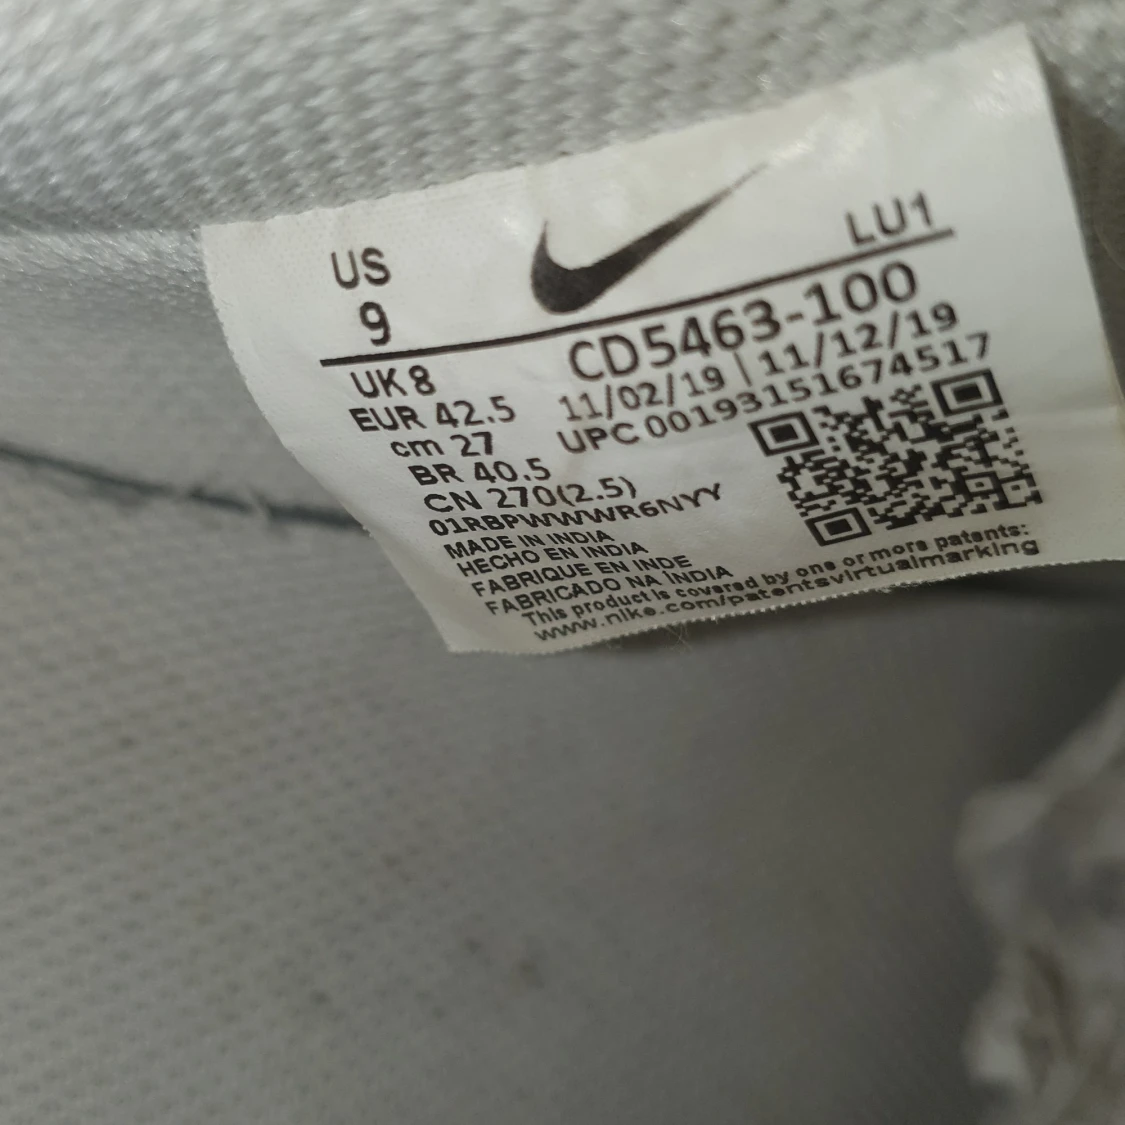 US
9
LU1
UK 8
EUR 42.5
cm 27
BR 40.5
CN 270(2.5)
CD5463-100
11/02/19 | 11/12/19
UPC 00193151674517
01RBPWWWR6NYY
MADE IN INDIA
HECHO EN INDIA
FABRIQUE EN INDE
FABRICADO NA ÍNDIA
This product is covered by one or more patents:
www.nike.com/patentsvirtualmarking